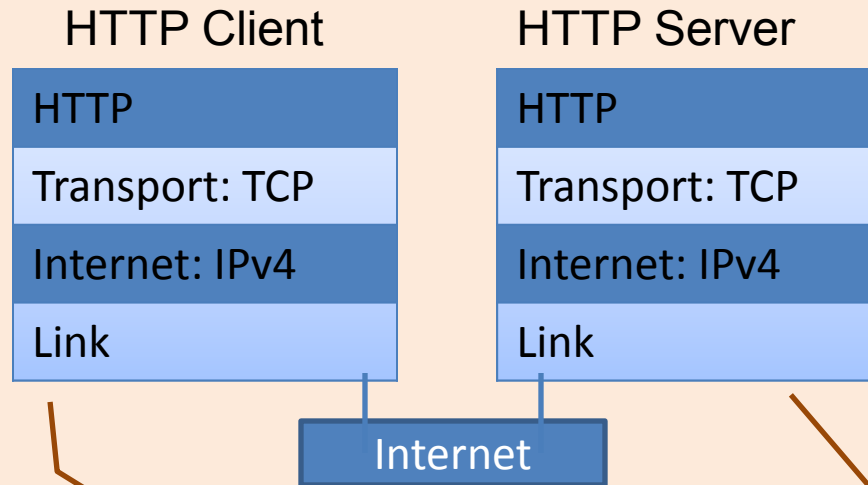 HTTP Client
HTTP Server
HTTP
HTTP
Transport: TCP
Transport: TCP
Internet: IPv4
Internet: IPv4
Link
Link
Internet